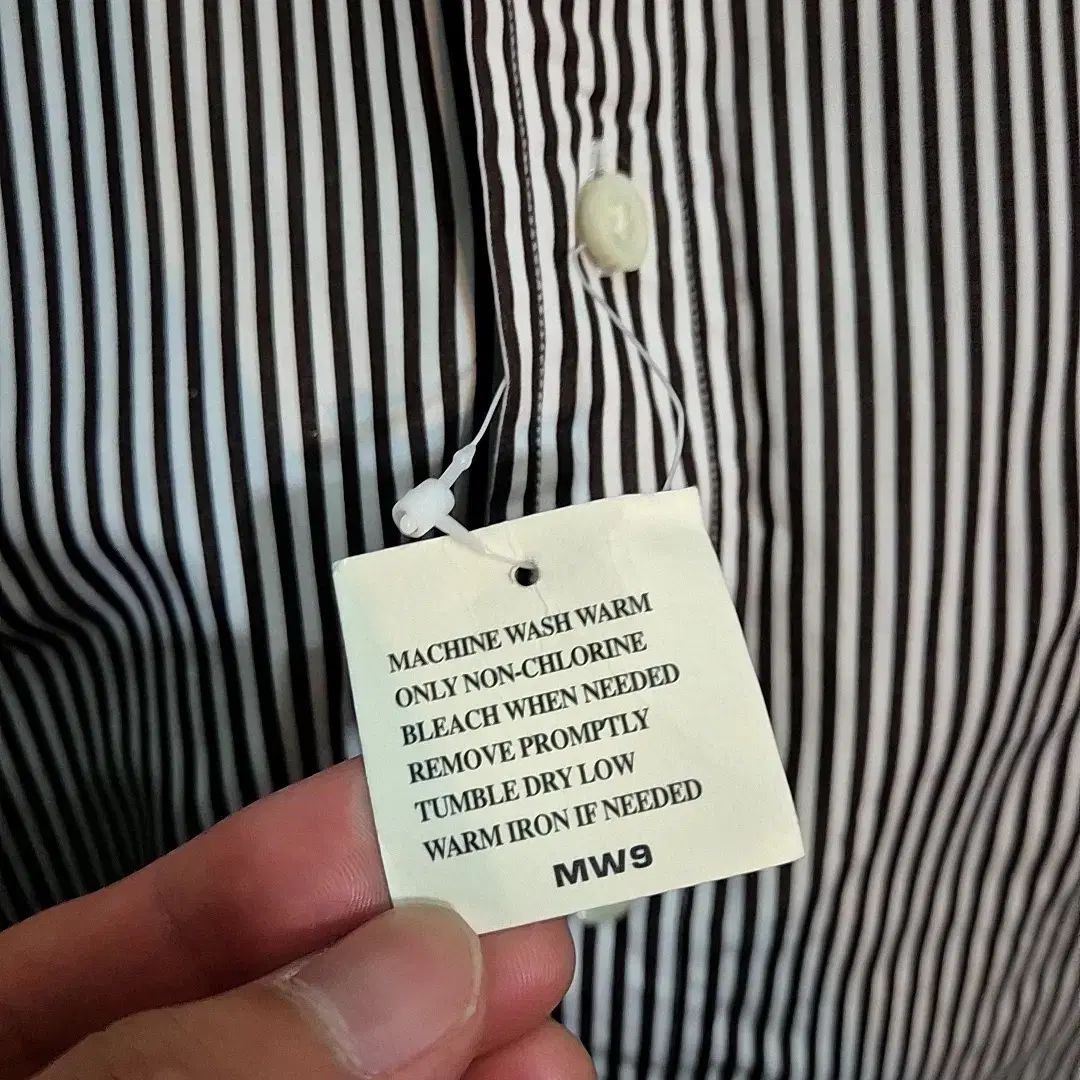 MACHINE WASH WARM
ONLY NON-CHLORINE
BLEACH WHEN NEEDED
REMOVE PROMPTLY
TUMBLE DRY LOW
WARM IRON IF NEEDED
MW9